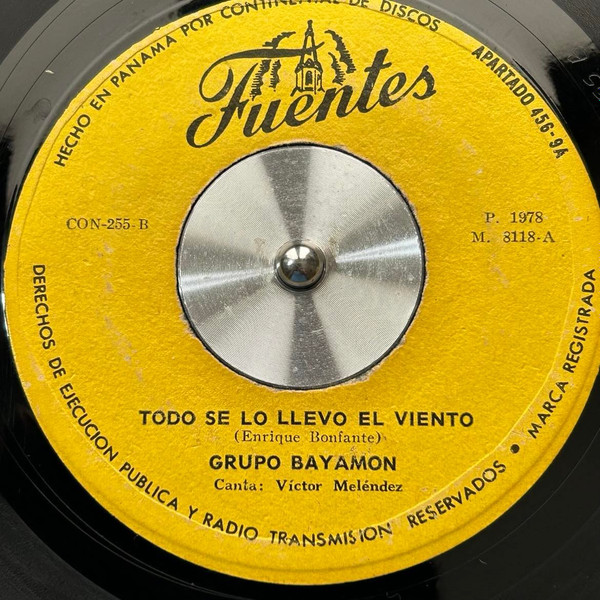 HECHO EN PANAMA POR CONTINENTAL DE DISCOS
APARTADO 456-9A
Fuentes
CON-255-B
P. 1978
M. 8118-A
TODO SE LO LLEVO EL VIENTO
(Enrique Bonfante)
GRUPO BAYAMON
Canta: Víctor Meléndez
DERECHOS DE EJECUCION PUBLICA Y RADIO TRANSMISION RESERVADOS • MARCA REGISTRADA